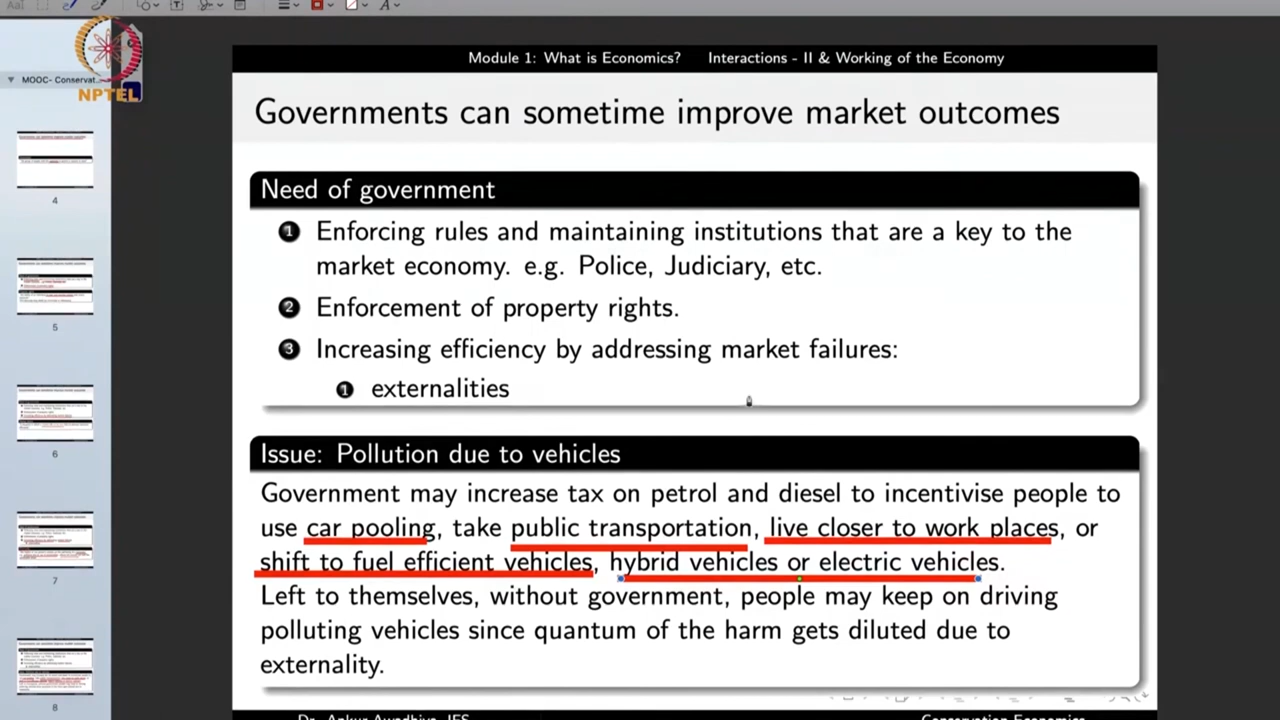 NPTEL
MOOC- Conservat...
4
5
6
7
8
Module 1: What is Economics? Interactions - II & Working of the Economy
Governments can sometime improve market outcomes
Need of government
1 Enforcing rules and maintaining institutions that are a key to the
market economy. e.g. Police, Judiciary, etc.
2 Enforcement of property rights.
3 Increasing efficiency by addressing market failures:
1 externalities
Issue: Pollution due to vehicles
Government may increase tax on petrol and diesel to incentivise people to
use car pooling, take public transportation, live closer to work places, or
shift to fuel efficient vehicles, hybrid vehicles or electric vehicles.
Left to themselves, without government, people may keep on driving
polluting vehicles since quantum of the harm gets diluted due to
externality.
Dr. Ankur Awadhiya, IFS Conservation Economics